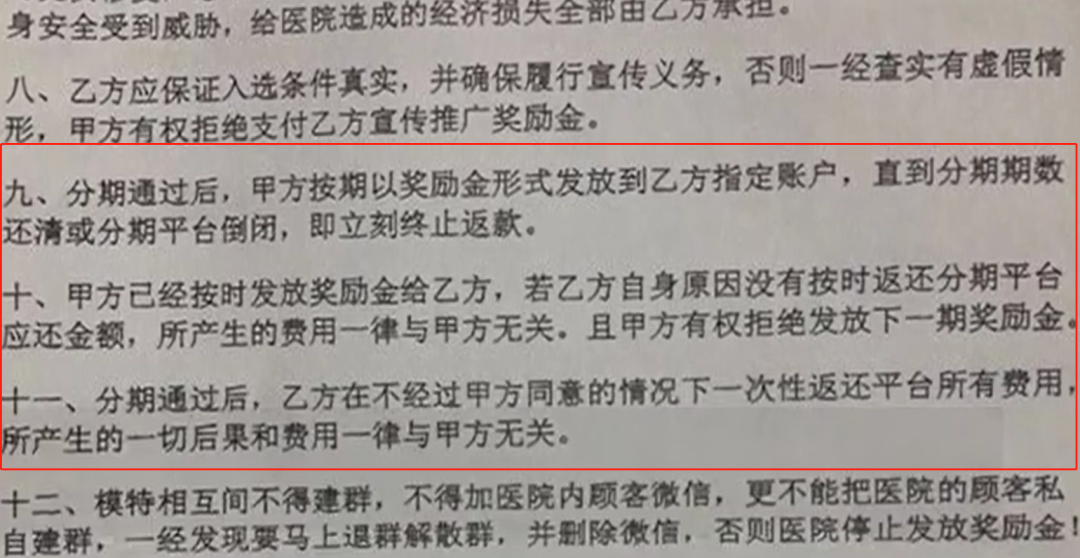 身安全受到威胁，给医院造成的经济损失全部由乙方承担。
八、乙方应保证入选条件真实，并确保履行宣传义务，否则一经查实有虚假情
形，甲方有权拒绝支付乙方宣传推广奖励金。
九、分期通过后，甲方按期以奖励金形式发放到乙方指定账户，直到分期期数
还清或分期平台倒闭，即立刻终止返款。
十、甲方已经按时发放奖励金给乙方，若乙方自身原因没有按时返还分期平台
应还金额，所产生的费用一律与甲方无关。且甲方有权拒绝发放下一期奖励金。
十一、分期通过后，乙方在不经过甲方同意的情况下一次性返还平台所有费用，
所产生的一切后果和费用一律与甲方无关。
十二、模特相互间不得建群，不得加医院内顾客微信，更不能把医院的顾客私
自建群，一经发现要马上退群解散群，并删除微信，否则医院停止发放奖励金！